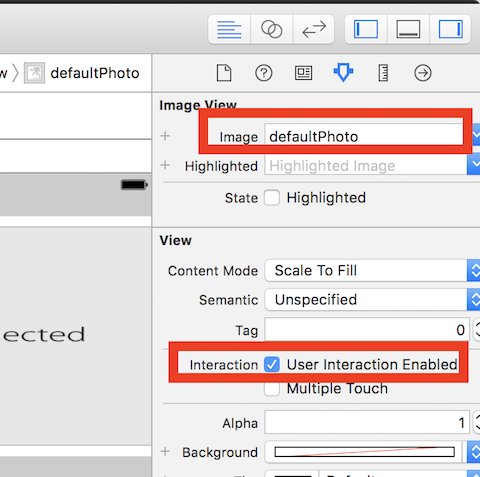 w 〉 defaultPhoto
Image View
Image defaultPhoto
Highlighted Highlighted Image
State Highlighted
View
Content Mode Scale To Fill
Semantic Unspecified
Tag 0
ected
Interaction User Interaction Enabled
Multiple Touch
Alpha 1
Background